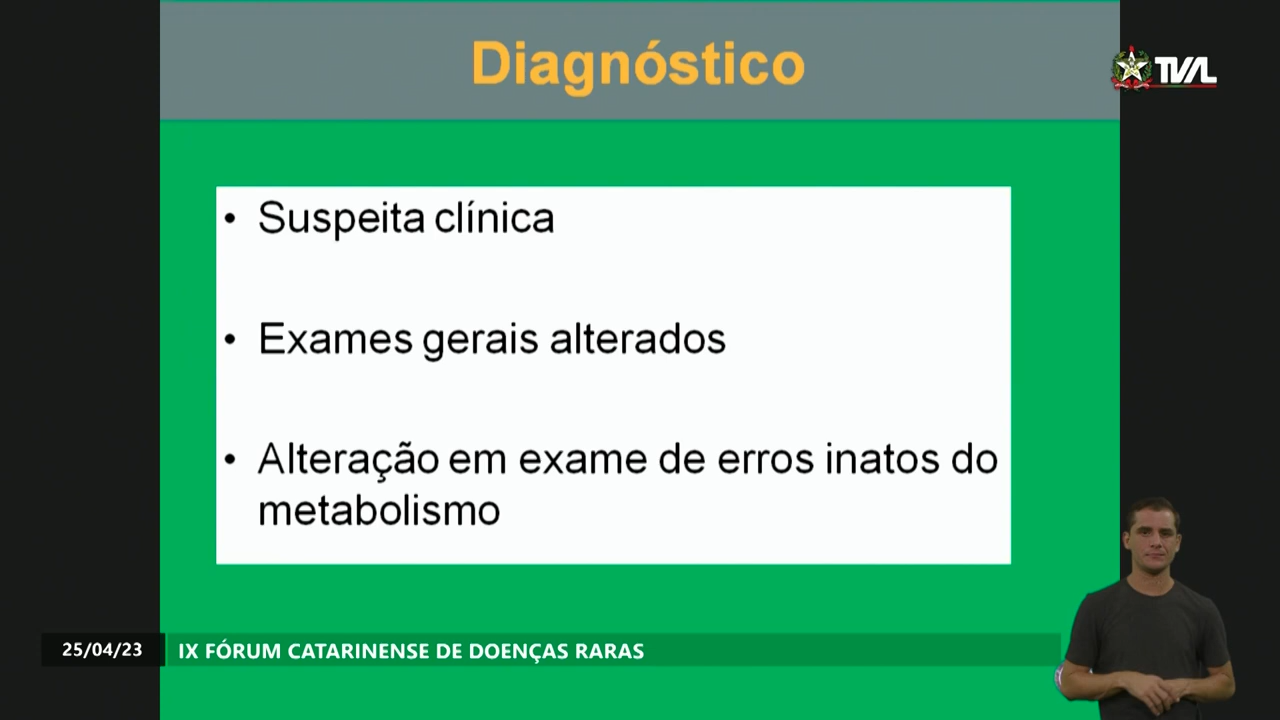 Diagnóstico
TVAL
• Suspeita clínica
• Exames gerais alterados
• Alteração em exame de erros inatos do
metabolismo
25/04/23
IX FÓRUM CATARINENSE DE DOENÇAS RARAS